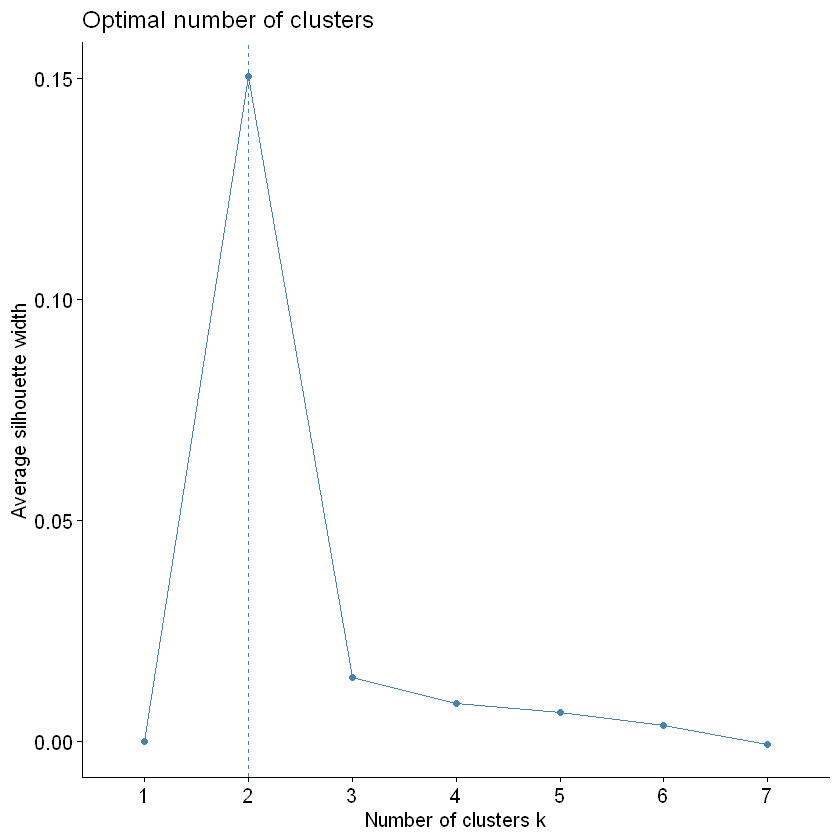 Optimal number of clusters
Average silhouette width
0.15
0.10
0.05
0.00
1 2 3 4 5 6 7
Number of clusters k